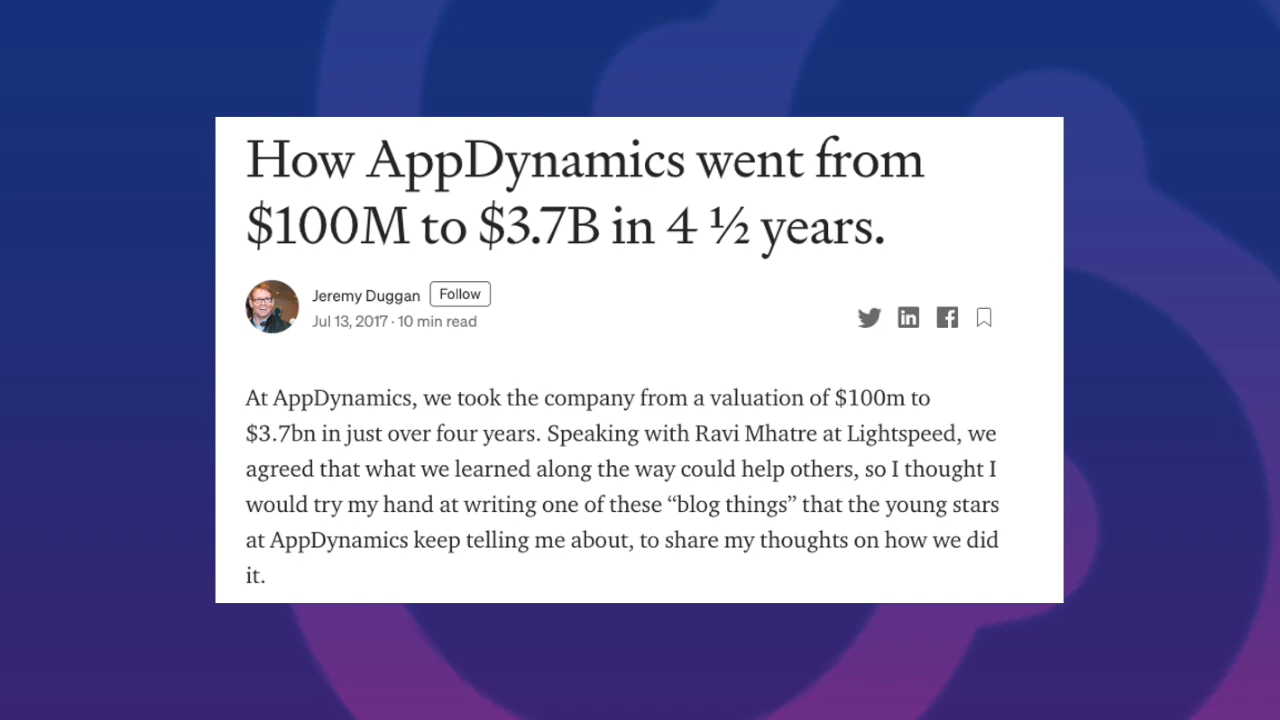 How AppDynamics went from
$100M to $3.7B in 4 ½ years.
Jeremy Duggan Follow
Jul 13, 2017 · 10 min read
At AppDynamics, we took the company from a valuation of $100m to
$3.7bn in just over four years. Speaking with Ravi Mhatre at Lightspeed, we
agreed that what we learned along the way could help others, so I thought I
would try my hand at writing one of these “blog things” that the young stars
at AppDynamics keep telling me about, to share my thoughts on how we did
it.